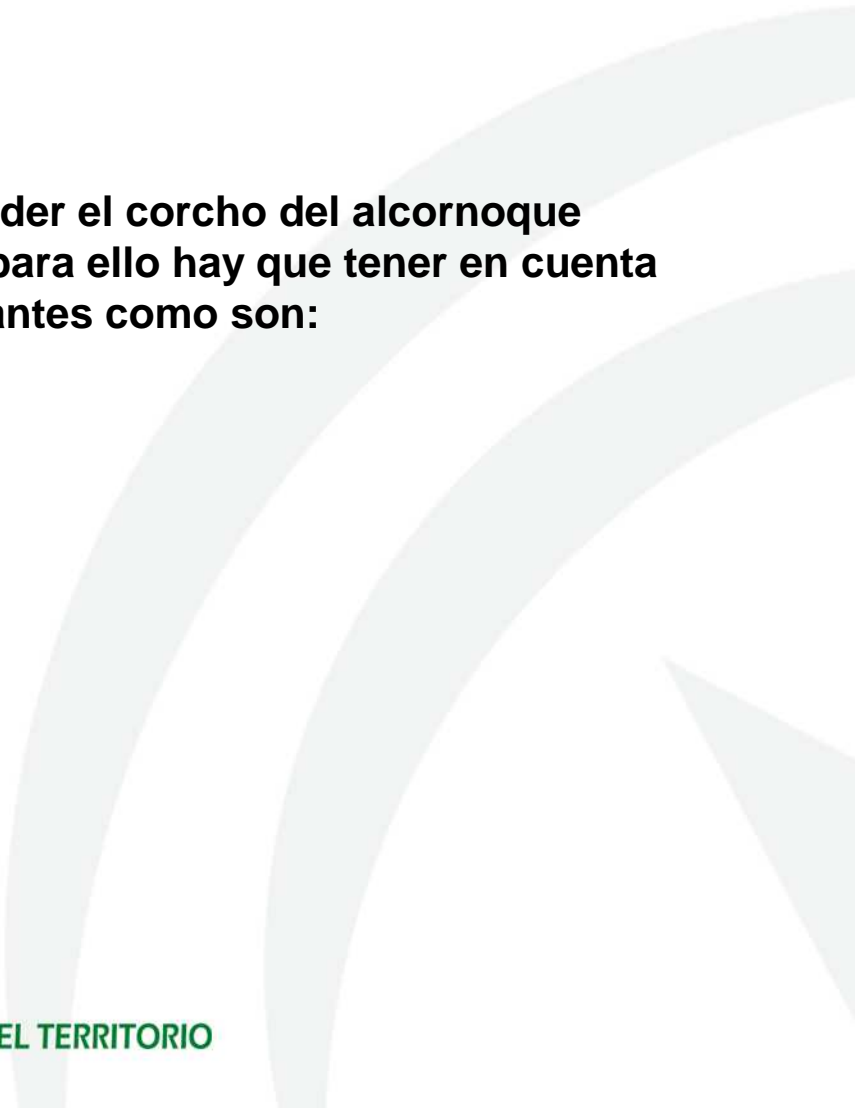 der el corcho del alcornoque
para ello hay que tener en cuenta
antes como son:
EL TERRITORIO